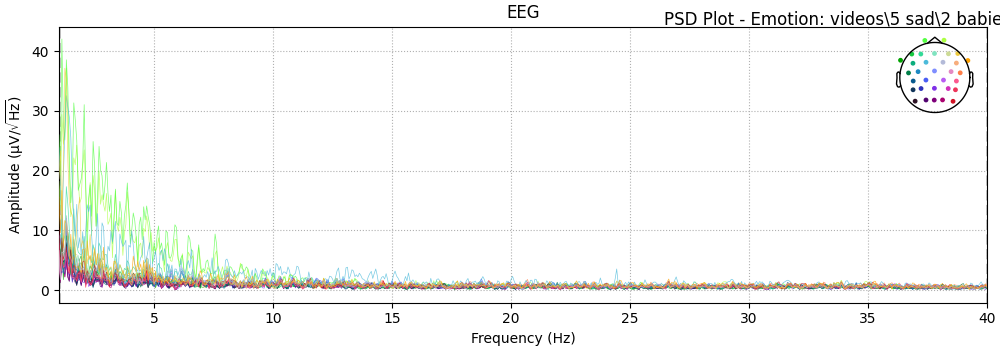 EEG
PSD Plot - Emotion: videos\5 sad\2 babie
Amplitude (µV/√Hz)
40
30
20
10
0
5 10 15 20 25 30 35 40
Frequency (Hz)